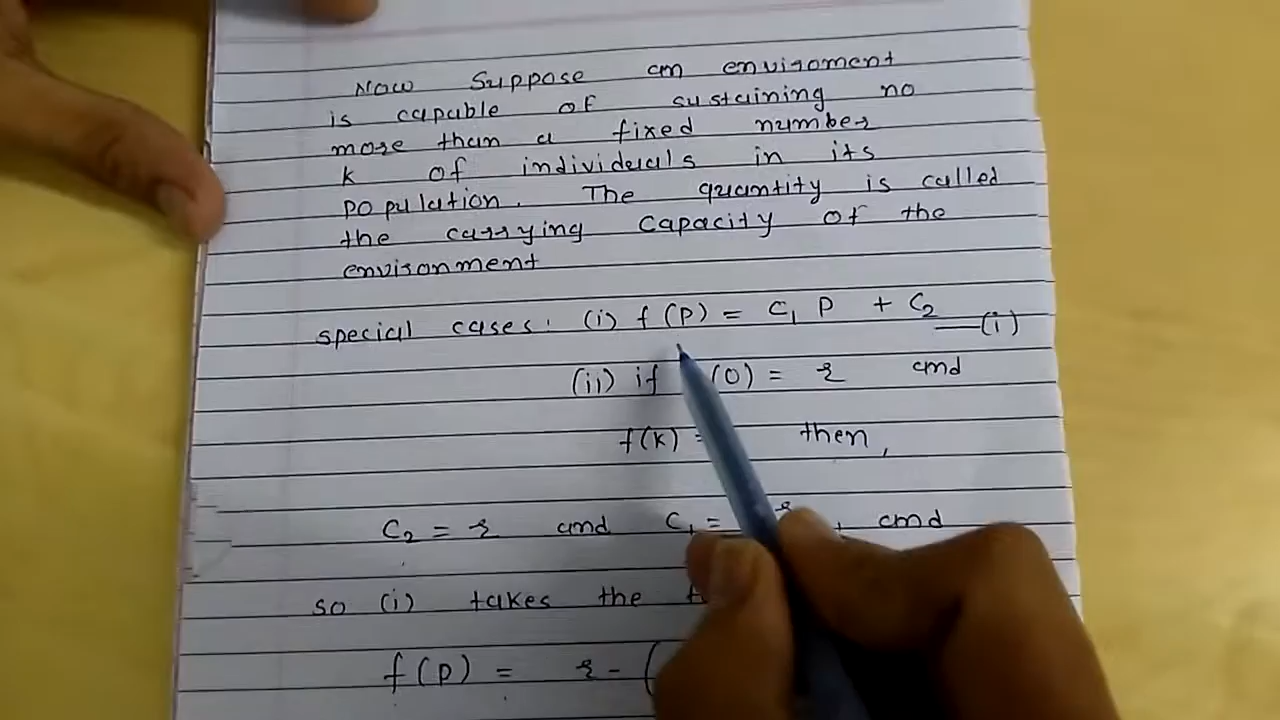 Now Suppose an enviroment
is capable of sustaining no
more than a fixed number
k of individuals in its
population. The quantity is called
the carrying capacity of the
environment
special cases: (i) f(P) = C₁ P + C₂ —(i)
(ii) if (0) = r and
f(k) = then,
C₂ = r and C₁ = r, and
so (i) takes the
f(p) = r - (